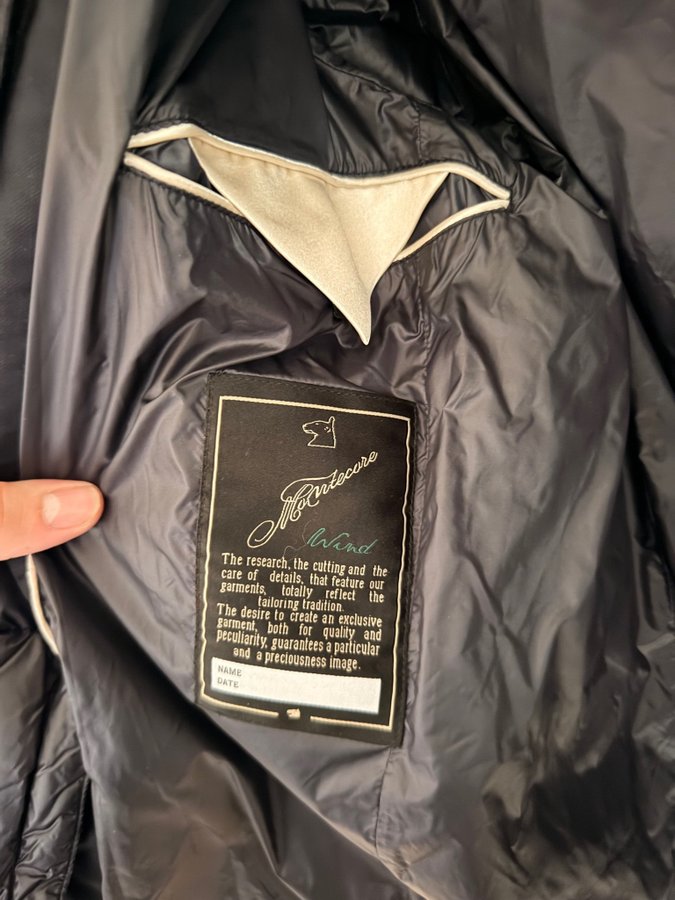 Montecore
Wind
The research, the cutting and the
care of details, that feature our
garments, totally reflect the
tailoring tradition.
The desire to create an exclusive
garment, both for quality and
peculiarity, guarantees a particular
and a preciousness image.
NAME
DATE